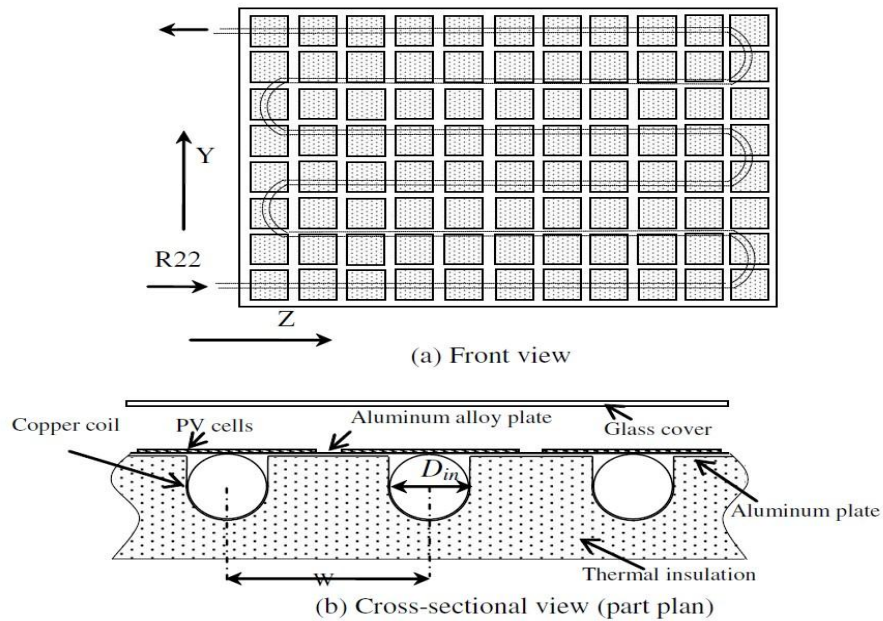 Y
R22
Z
(a) Front view
Copper coil
PV cells
Aluminum alloy plate
Glass cover
Din
Aluminum plate
Thermal insulation
W
(b) Cross-sectional view (part plan)